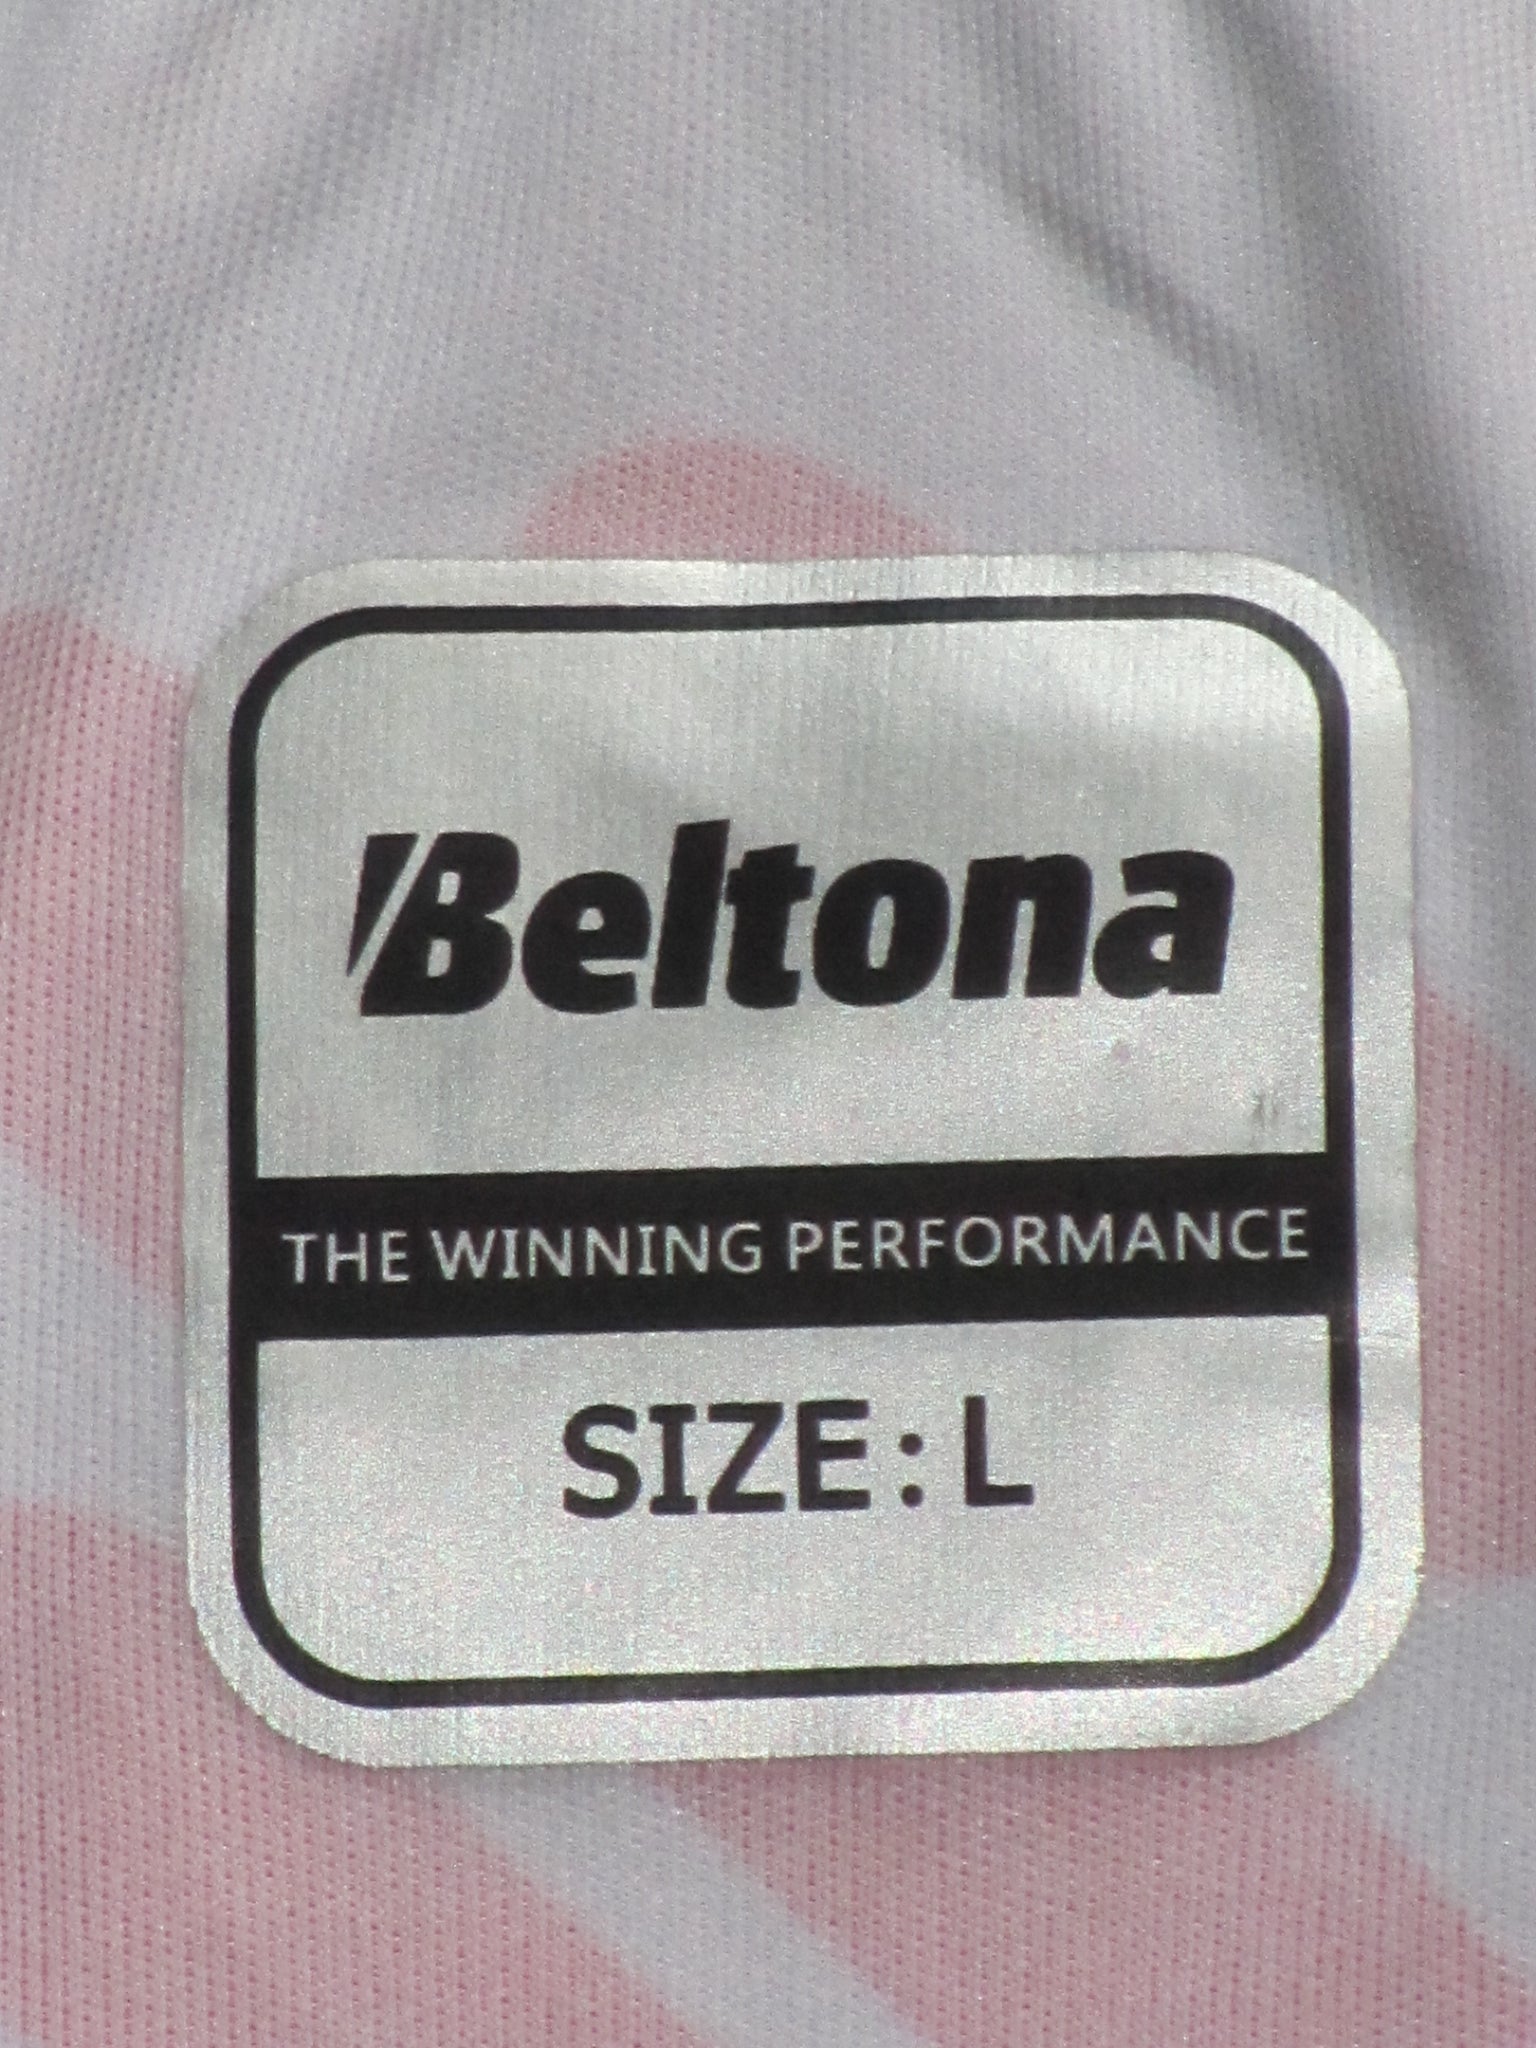 Beltona
THE WINNING PERFORMANCE
SIZE: L